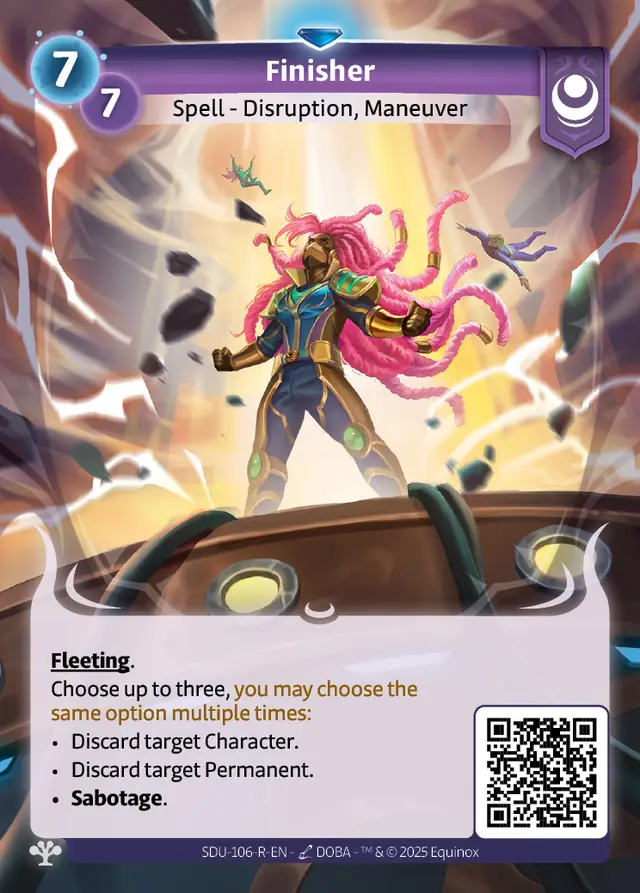 7
Finisher
7
Spell - Disruption, Maneuver
Fleeting.
Choose up to three, you may choose the
same option multiple times:
• Discard target Character.
• Discard target Permanent.
• Sabotage.
SDU-106-R-EN - DOBA - ™ & © 2025 Equinox